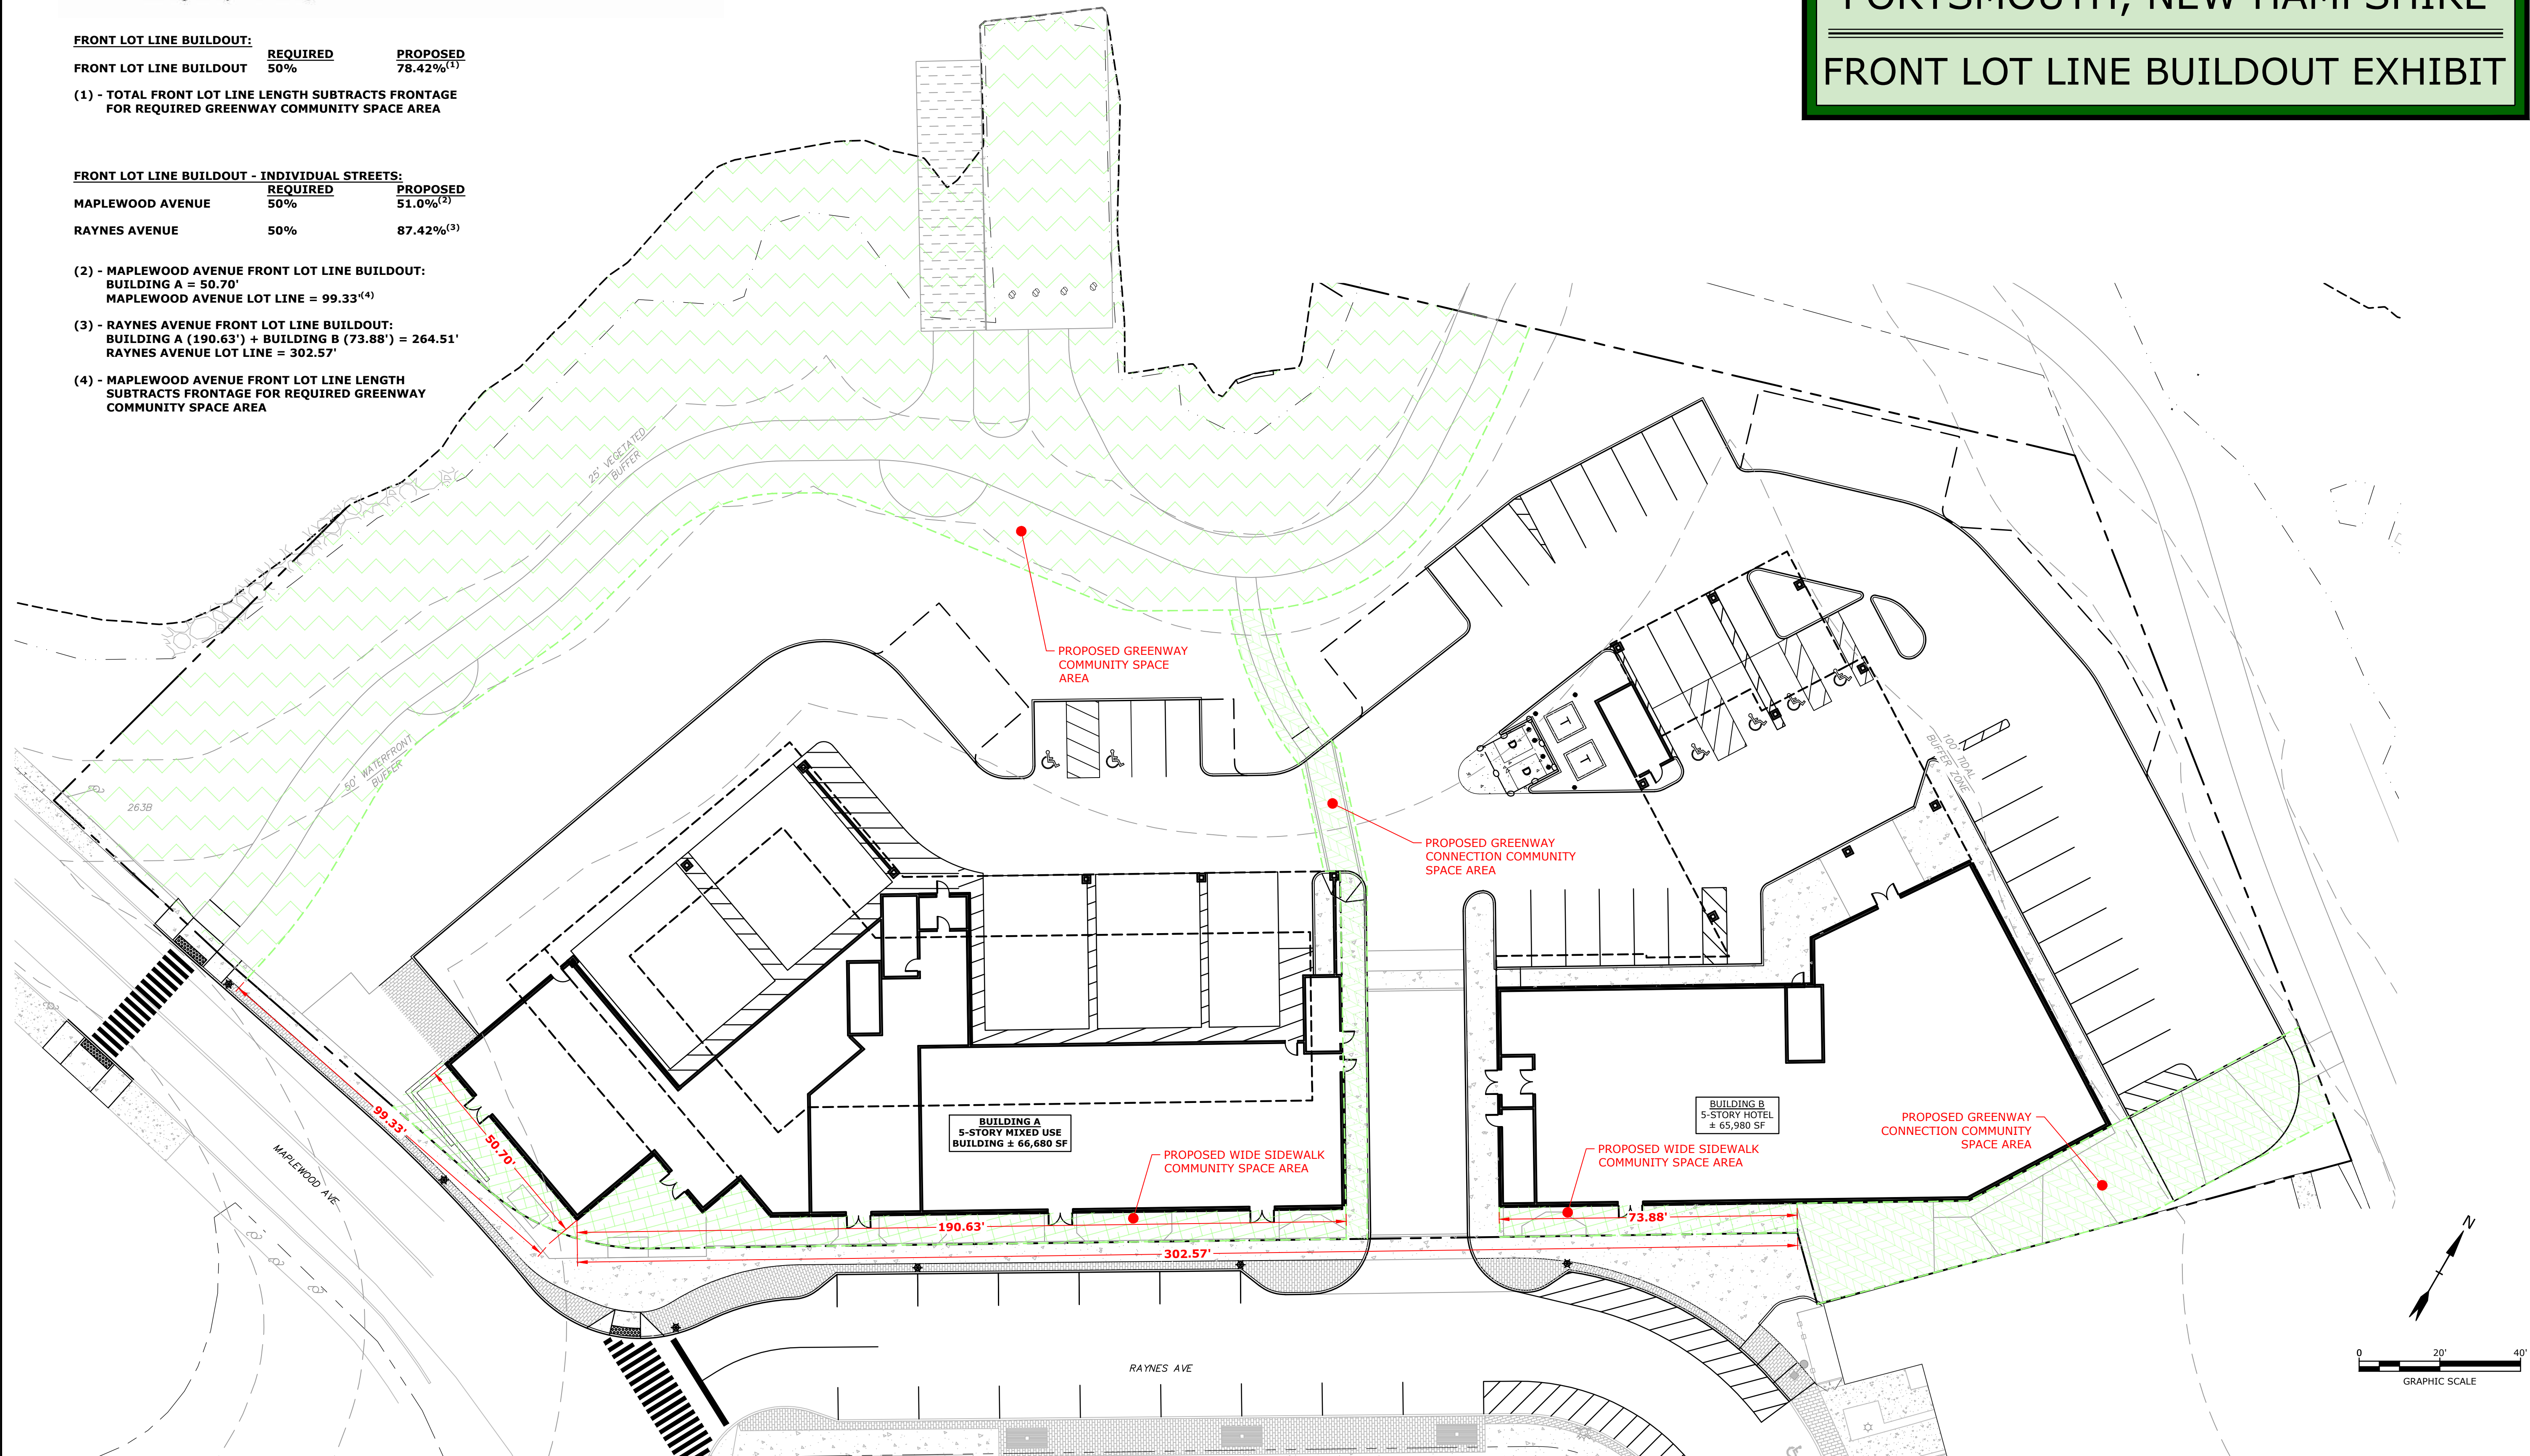 PORTSMOUTH, NEW HAMPSHIRE
FRONT LOT LINE BUILDOUT EXHIBIT
FRONT LOT LINE BUILDOUT:
REQUIRED PROPOSED
FRONT LOT LINE BUILDOUT 50% 78.42%(1)
(1) - TOTAL FRONT LOT LINE LENGTH SUBTRACTS FRONTAGE
FOR REQUIRED GREENWAY COMMUNITY SPACE AREA
FRONT LOT LINE BUILDOUT - INDIVIDUAL STREETS:
REQUIRED PROPOSED
MAPLEWOOD AVENUE 50% 51.0%(2)
RAYNES AVENUE 50% 87.42%(3)
(2) - MAPLEWOOD AVENUE FRONT LOT LINE BUILDOUT:
BUILDING A = 50.70'
MAPLEWOOD AVENUE LOT LINE = 99.33'(4)
(3) - RAYNES AVENUE FRONT LOT LINE BUILDOUT:
BUILDING A (190.63') + BUILDING B (73.88') = 264.51'
RAYNES AVENUE LOT LINE = 302.57'
(4) - MAPLEWOOD AVENUE FRONT LOT LINE LENGTH
SUBTRACTS FRONTAGE FOR REQUIRED GREENWAY
COMMUNITY SPACE AREA
25' VEGETATED
BUFFER
PROPOSED GREENWAY
COMMUNITY SPACE
AREA
50' WATERFRONT
BUFFER
263B
T
T
D
D
100' TIDAL
BUFFER ZONE
PROPOSED GREENWAY
CONNECTION COMMUNITY
SPACE AREA
99.33'
50.70'
MAPLEWOOD AVE
BUILDING A
5-STORY MIXED USE
BUILDING ± 66,680 SF
PROPOSED WIDE SIDEWALK
COMMUNITY SPACE AREA
BUILDING B
5-STORY HOTEL
± 65,980 SF
PROPOSED WIDE SIDEWALK
COMMUNITY SPACE AREA
PROPOSED GREENWAY
CONNECTION COMMUNITY
SPACE AREA
190.63'
73.88'
302.57'
RAYNES AVE
N
0 20' 40'
GRAPHIC SCALE